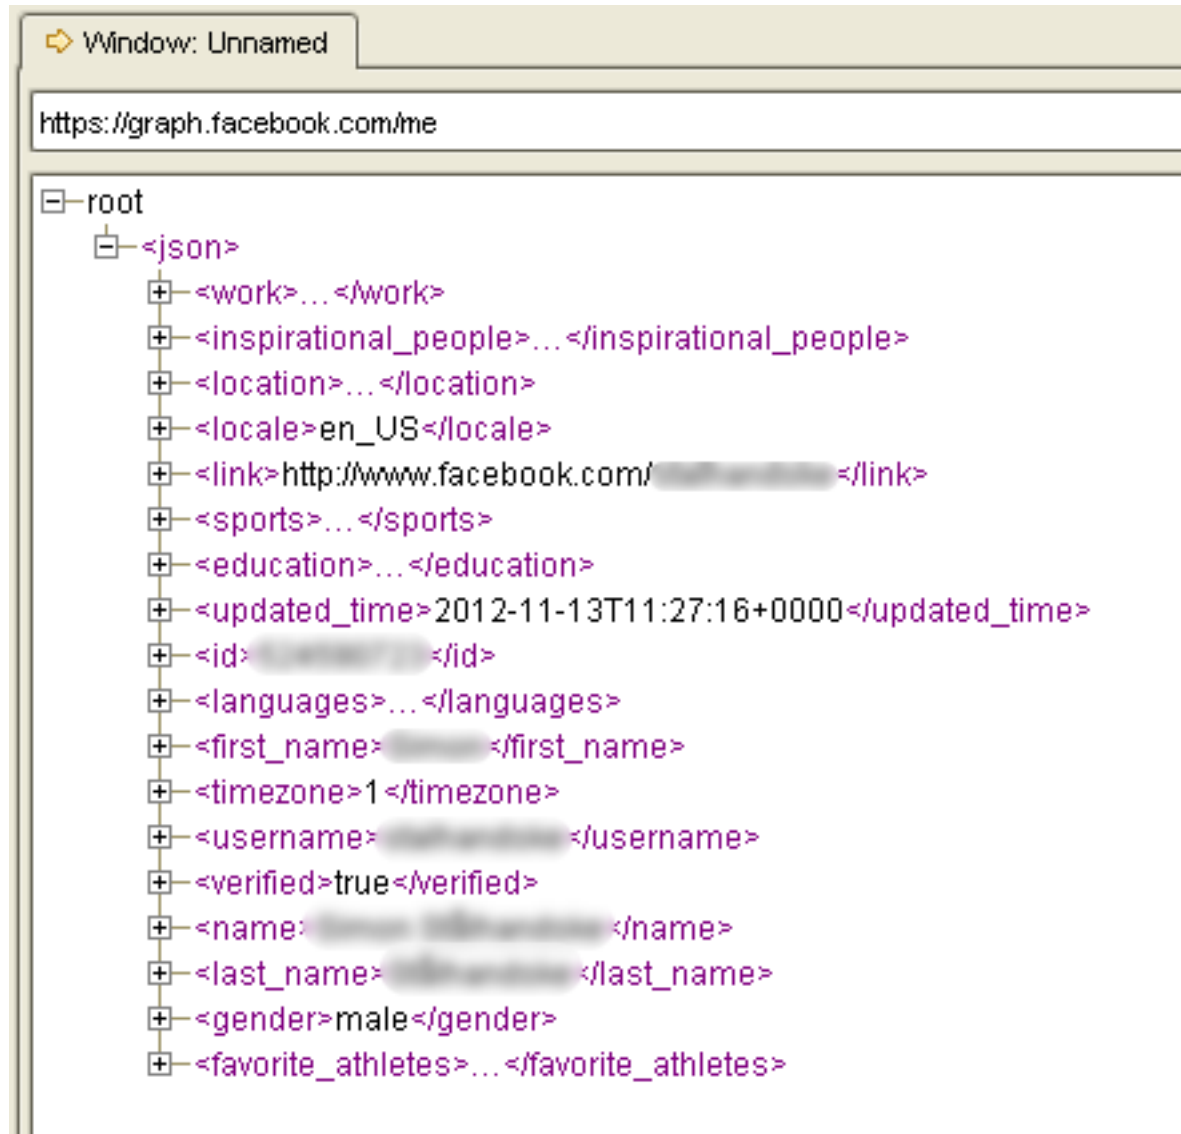 Window: Unnamed
https://graph.facebook.com/me
root
<json>
<work>...</work>
<inspirational_people>...</inspirational_people>
<location>...</location>
<locale>en_US</locale>
<link>http://www.facebook.com/</link>
<sports>...</sports>
<education>...</education>
<updated_time>2012-11-13T11:27:16+0000</updated_time>
<id></id>
<languages>...</languages>
<first_name></first_name>
<timezone>1</timezone>
<username></username>
<verified>true</verified>
<name></name>
<last_name></last_name>
<gender>male</gender>
<favorite_athletes>...</favorite_athletes>